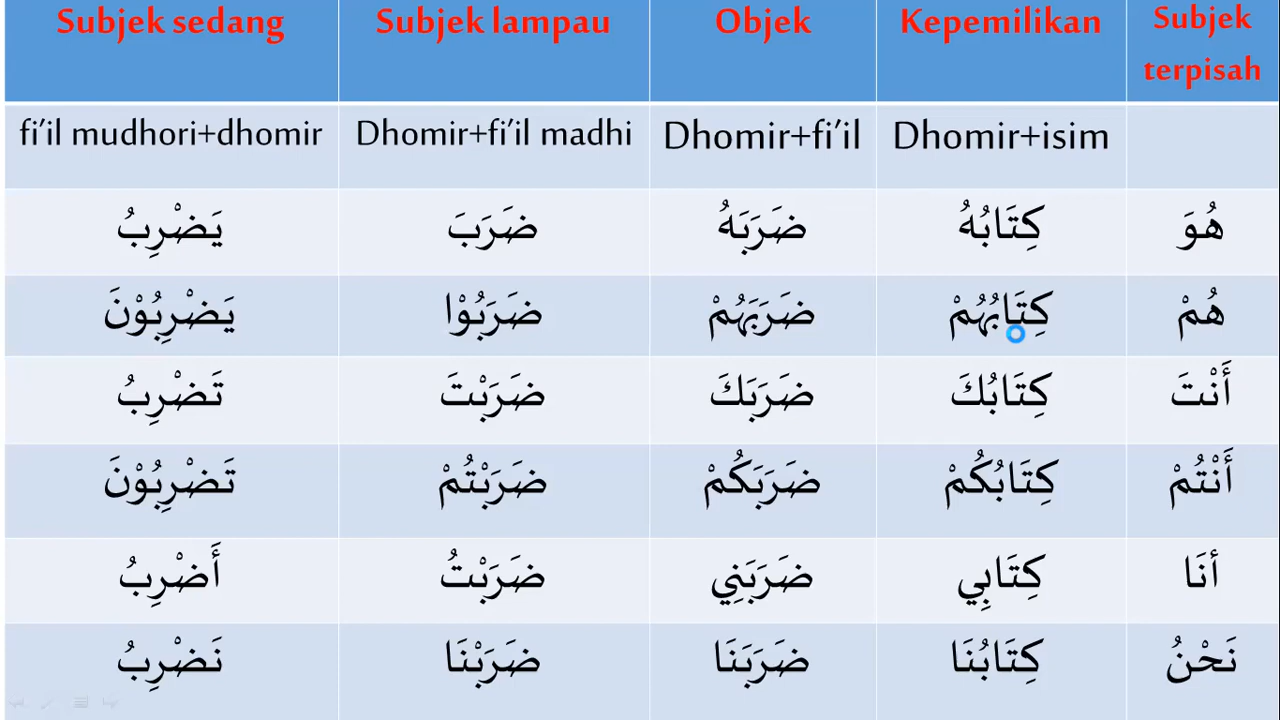 Subjek sedang Subjek lampau Objek Kepemilikan Subjek terpisah
fi'il mudhori+dhomir Dhomir+fi'il madhi Dhomir+fi'il Dhomir+isim
يَضْرِبُ ضَرَبَ ضَرَبَهُ كِتَابُهُ هُوَ
يَضْرِبُوْنَ ضَرَبُوْا ضَرَبَهُمْ كِتَابُهُمْ هُمْ
تَضْرِبُ ضَرَبْتَ ضَرَبَكَ كِتَابُكَ أَنْتَ
تَضْرِبُوْنَ ضَرَبْتُمْ ضَرَبَكُمْ كِتَابُكُمْ أَنْتُمْ
أَضْرِبُ ضَرَبْتُ ضَرَبَنِي كِتَابِي أنَا
نَضْرِبُ ضَرَبْنَا ضَرَبَنَا كِتَابُنَا نَحْنُ